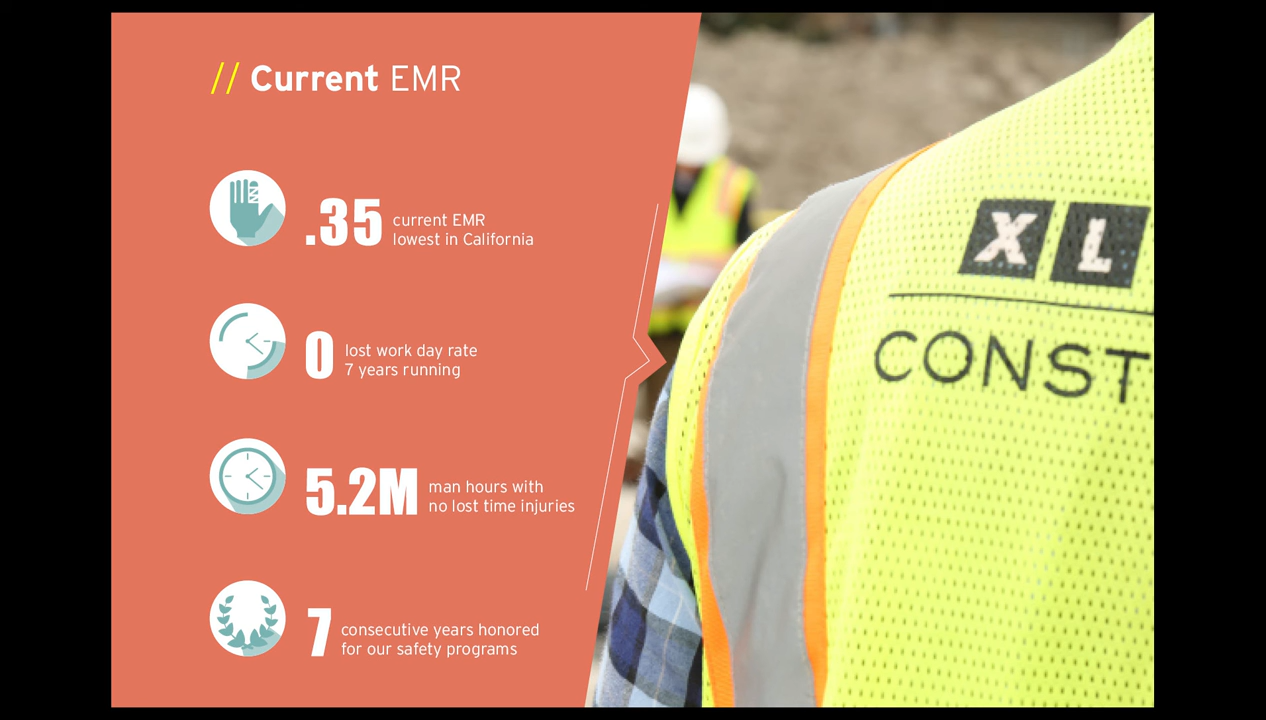 // Current EMR
.35 current EMR
lowest in California
0 lost work day rate
7 years running
5.2M man hours with
no lost time injuries
7 consecutive years honored
for our safety programs
XL
CONST